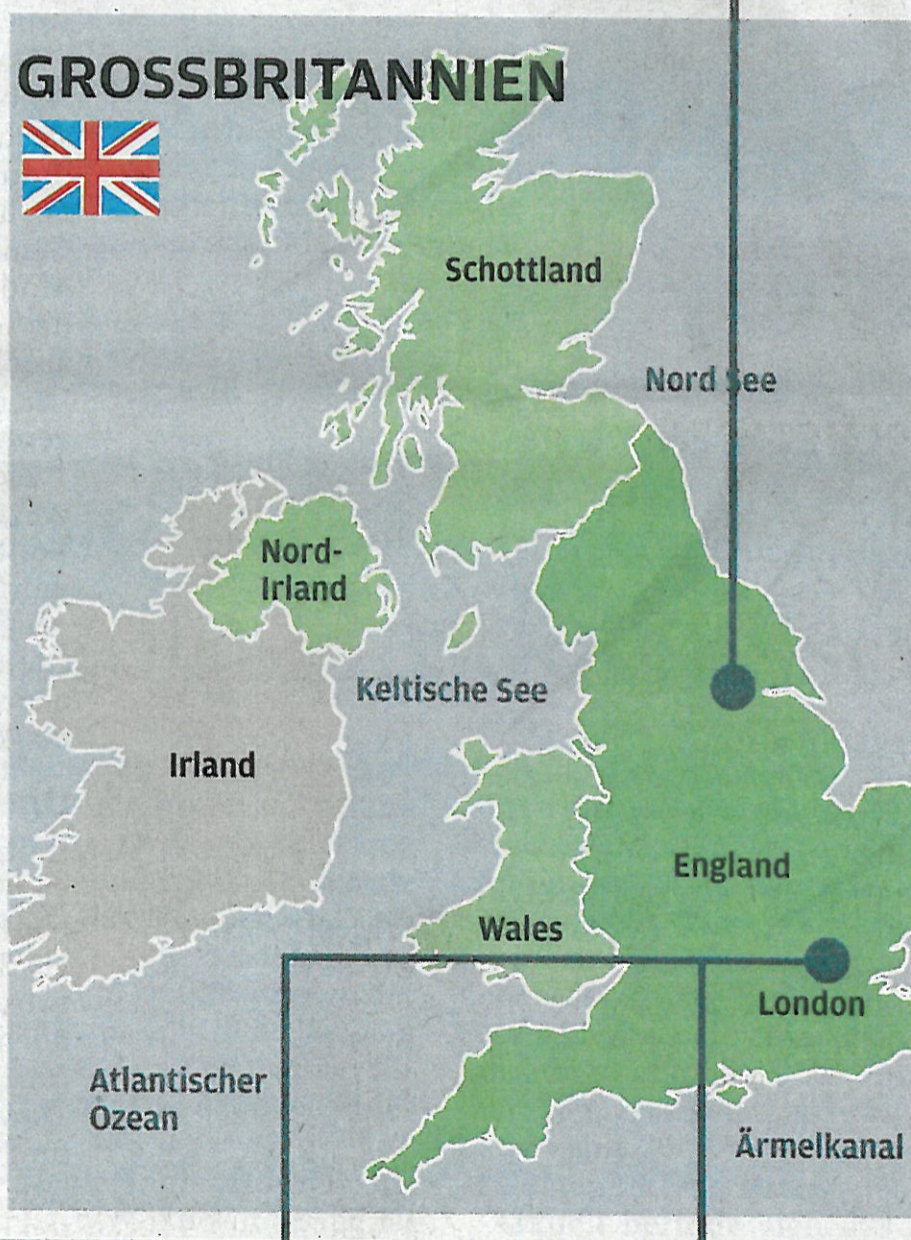 GROSSBRITANNIEN
Schottland
Nord See
Nord-
Irland
Keltische See
Irland
England
Wales
London
Atlantischer
Ozean
Ärmelkanal